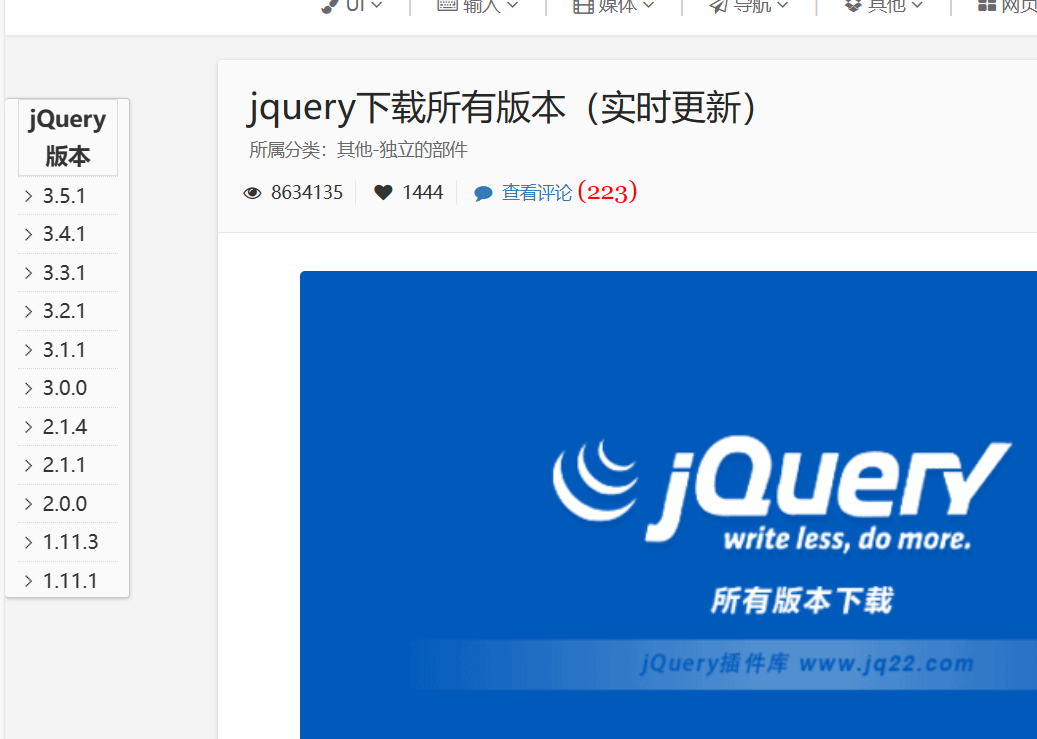 UI 输入 媒体 导航 其他 网页
jQuery
版本
3.5.1
3.4.1
3.3.1
3.2.1
3.1.1
3.0.0
2.1.4
2.1.1
2.0.0
1.11.3
1.11.1
jquery下载所有版本（实时更新）
所属分类：其他-独立的部件
8634135 1444 查看评论 (223)
jQuery
write less, do more.
所有版本下载
jQuery插件库 www.jq22.com